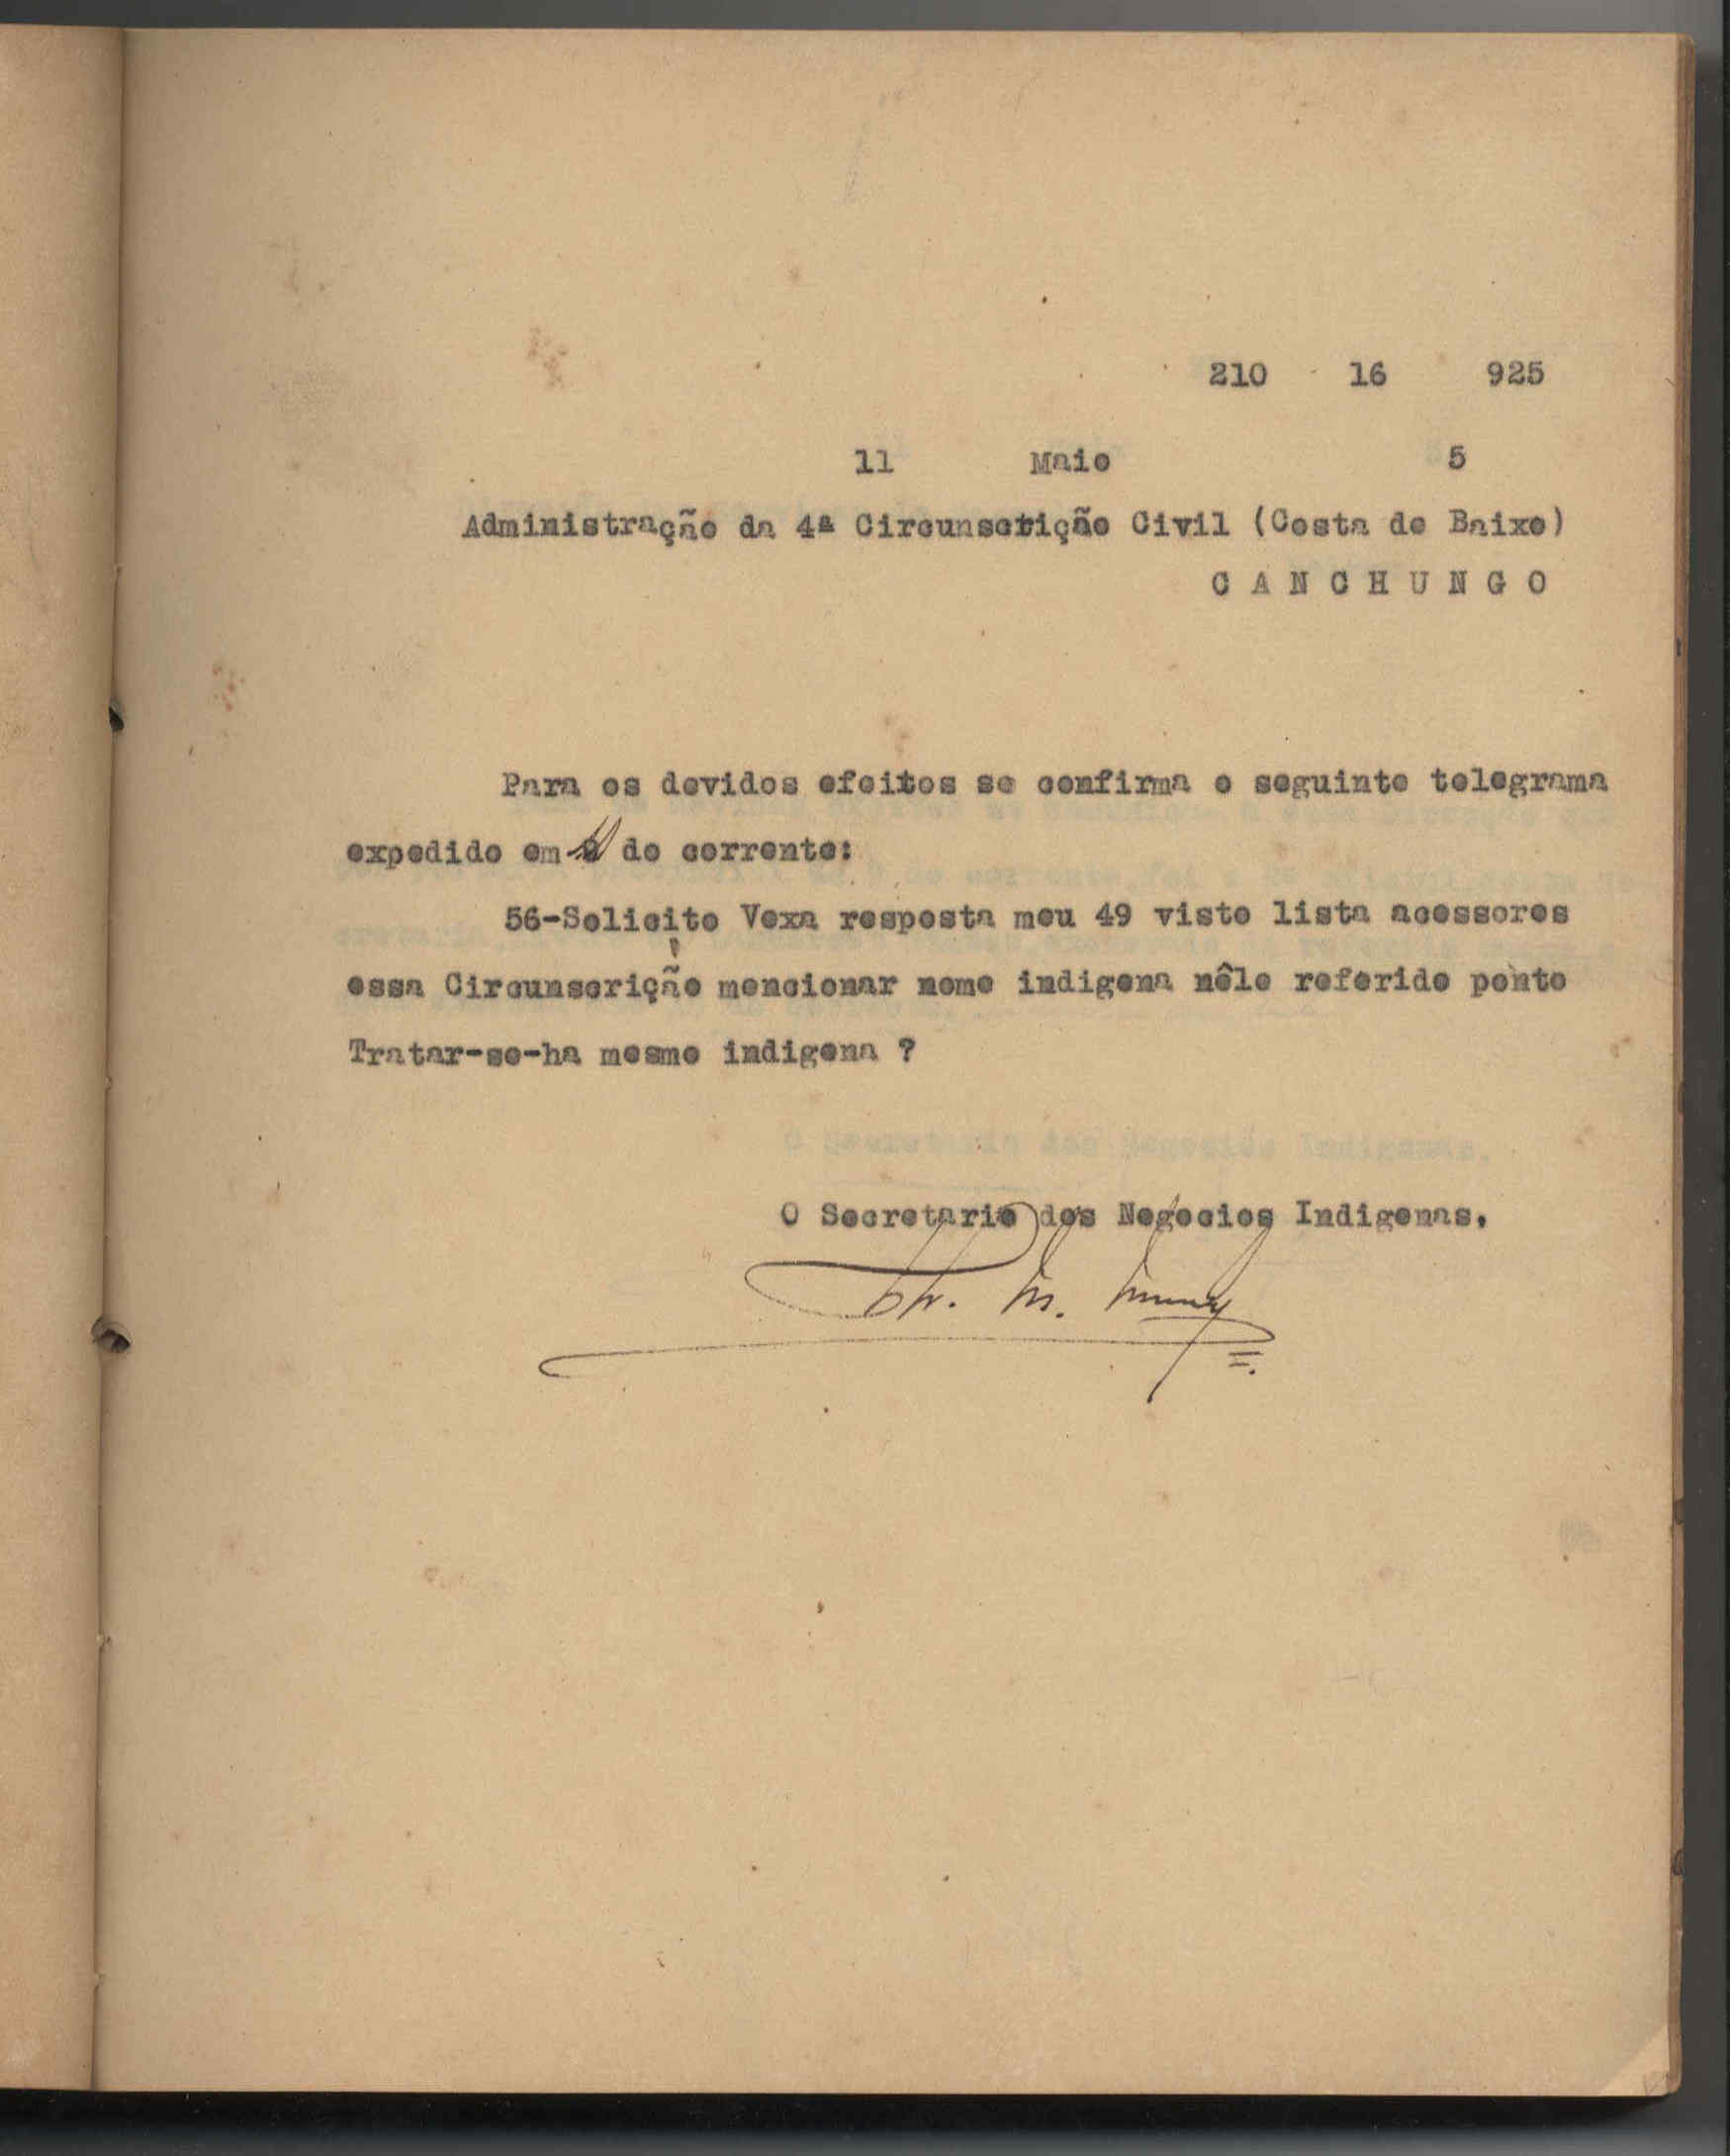 210 16 925
11 Maio 5
Administração da 4ª Circunscrição Civil (Costa de Baixo)
C A N C H U N G O
Para os devidos efeitos se confirma o seguinte telegrama
expedido em do corrente:
56-Solicito Vexa resposta meu 49 visto lista acessores
essa Circunscrição mencionar nome indigena nêle referido ponto
Tratar-se-ha mesmo indigena ?
O Secretario dos Negocios Indigenas.